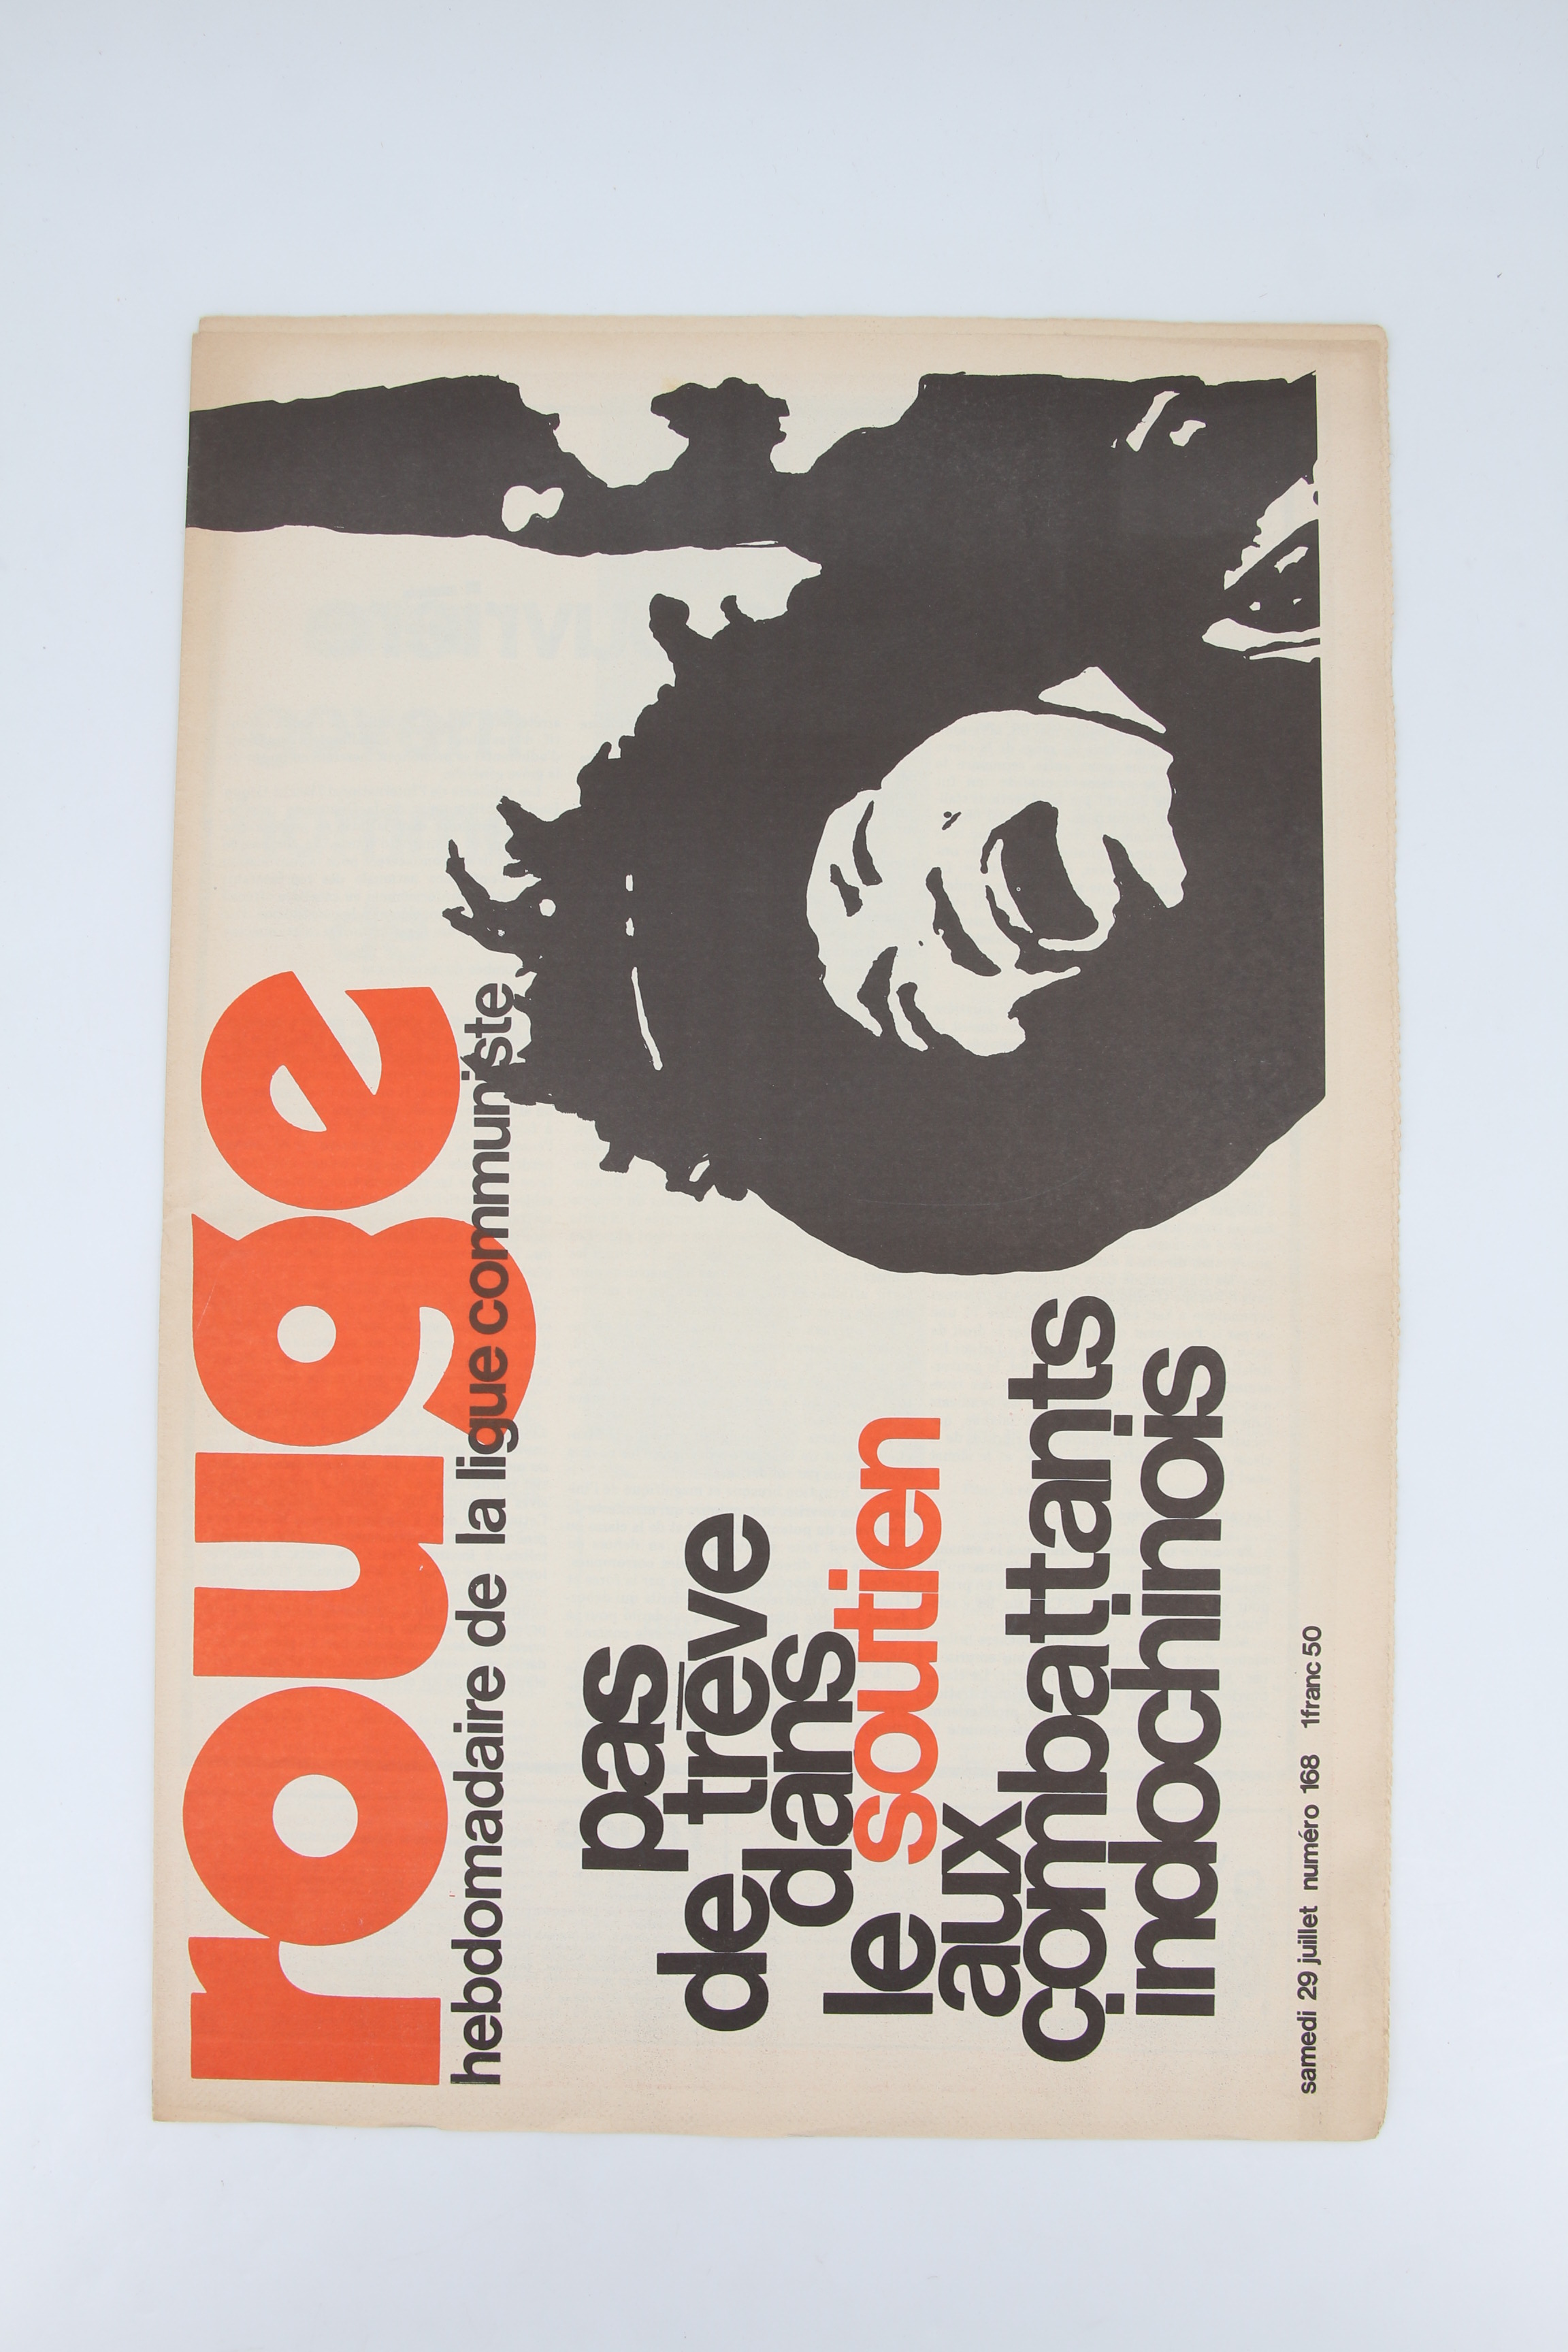 rouge
hebdomadaire de la ligue communiste
pas
de trēve
dans
le soutien
aux
combattants
indochinois
samedi 29 juillet numéro 168 1franc 50